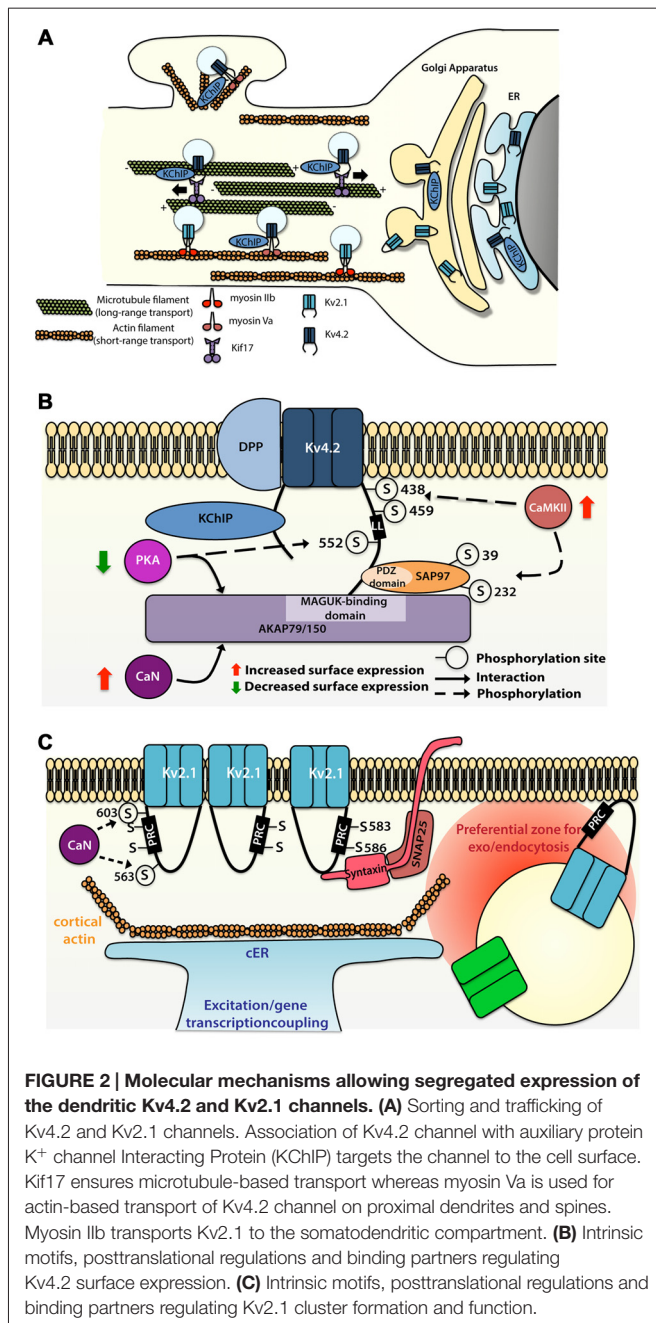 A
Golgi Apparatus
ER
KChIP
KChIP
KChIP
KChIP
KChIP
KChIP
- + - + + -
Microtubule filament
(long-range transport)
Actin filament
(short-range transport)
myosin IIb
myosin Va
Kif17
Kv2.1
Kv4.2
B
DPP
Kv4.2
KChIP
S 438
S 459
LL
552 S
CaMKII
PKA
S 39
PDZ
domain
SAP97
S 232
MAGUK-binding
domain
AKAP79/150
CaN
Increased surface expression
Decreased surface expression
Phosphorylation site
Interaction
Phosphorylation
C
Kv2.1
Kv2.1
Kv2.1
603 S
S
PRC
S
563 S
CaN
PRC
S
S
PRC
S583
S586
Syntaxin
SNAP25
Preferential zone for
exo/endocytosis
PRC
cortical
actin
cER
Excitation/gene
transcriptioncoupling
FIGURE 2 | Molecular mechanisms allowing segregated expression of
the dendritic Kv4.2 and Kv2.1 channels. (A) Sorting and trafficking of
Kv4.2 and Kv2.1 channels. Association of Kv4.2 channel with auxiliary protein
K+ channel Interacting Protein (KChIP) targets the channel to the cell surface.
Kif17 ensures microtubule-based transport whereas myosin Va is used for
actin-based transport of Kv4.2 channel on proximal dendrites and spines.
Myosin IIb transports Kv2.1 to the somatodendritic compartment. (B) Intrinsic
motifs, posttranslational regulations and binding partners regulating
Kv4.2 surface expression. (C) Intrinsic motifs, posttranslational regulations and
binding partners regulating Kv2.1 cluster formation and function.